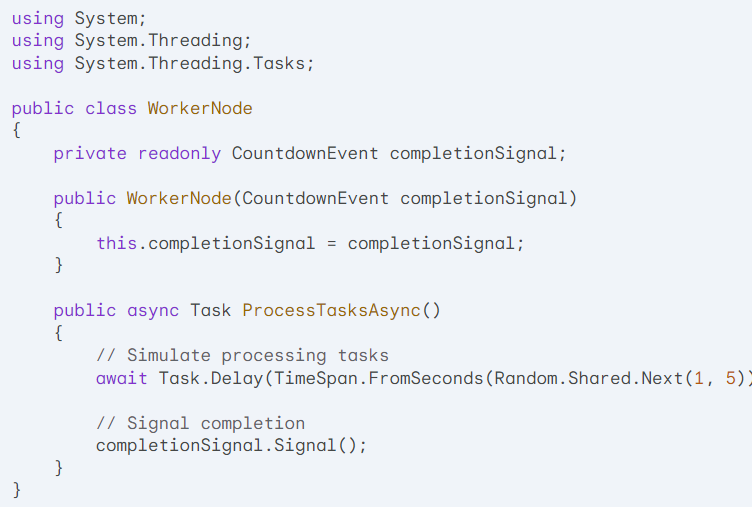 using System;
using System.Threading;
using System.Threading.Tasks;
public class WorkerNode
{
private readonly CountdownEvent completionSignal;
public WorkerNode(CountdownEvent completionSignal)
{
this.completionSignal = completionSignal;
}
public async Task ProcessTasksAsync()
{
// Simulate processing tasks
await Task.Delay(TimeSpan.FromSeconds(Random.Shared.Next(1, 5))
// Signal completion
completionSignal.Signal();
}
}